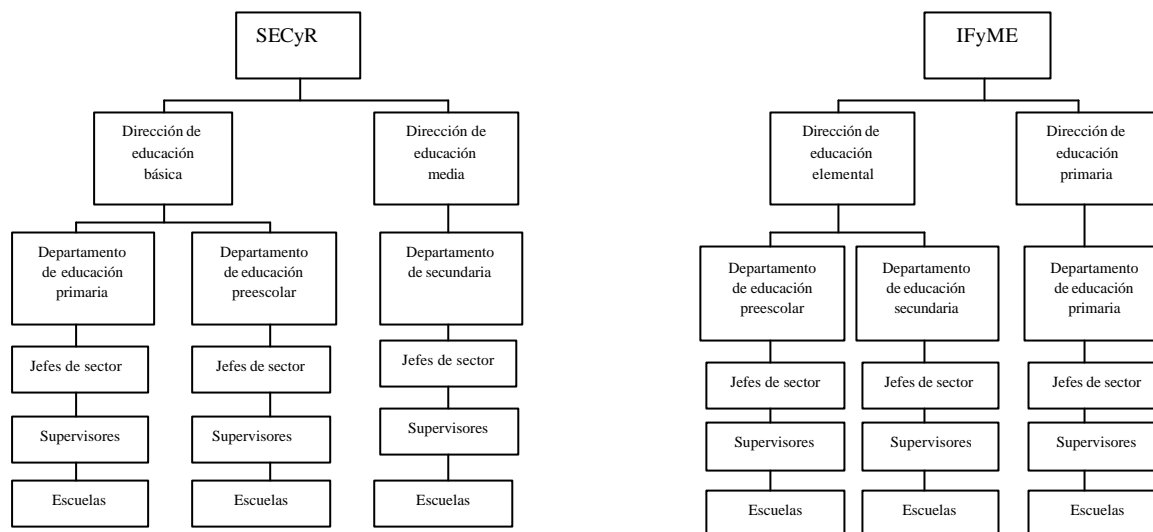 SECyR
IFyME
Dirección de
educación
básica
Dirección de
educación
media
Dirección de
educación
elemental
Dirección de
educación
primaria
Departamento
de educación
primaria
Departamento
de educación
preescolar
Departamento
de secundaria
Departamento
de educación
preescolar
Departamento
de educación
secundaria
Departamento
de educación
primaria
Jefes de sector
Jefes de sector
Jefes de sector
Jefes de sector
Jefes de sector
Jefes de sector
Supervisores
Supervisores
Supervisores
Supervisores
Supervisores
Supervisores
Escuelas
Escuelas
Escuelas
Escuelas
Escuelas
Escuelas